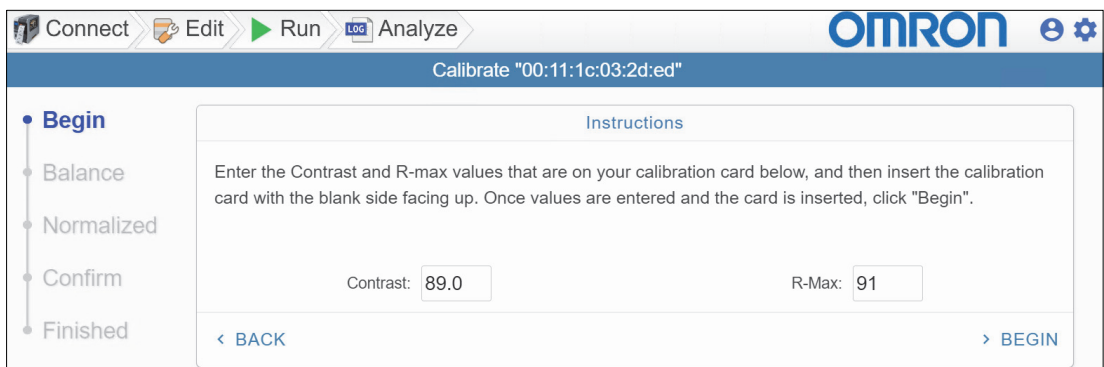 Connect Edit Run LOG Analyze OMRON
Calibrate "00:11:1c:03:2d:ed"
Begin
Balance
Normalized
Confirm
Finished
Instructions
Enter the Contrast and R-max values that are on your calibration card below, and then insert the calibration
card with the blank side facing up. Once values are entered and the card is inserted, click "Begin".
Contrast: 89.0 R-Max: 91
< BACK > BEGIN